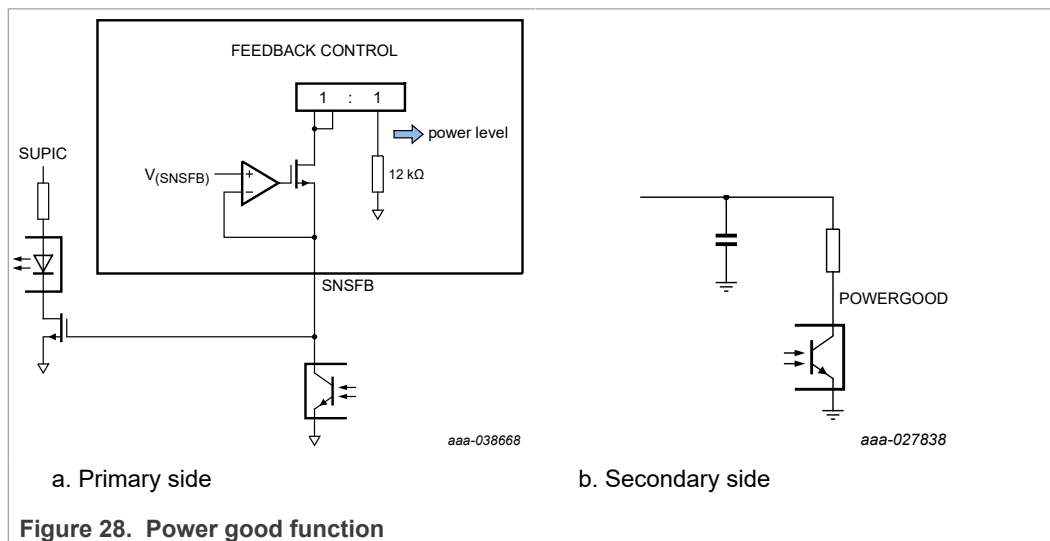 FEEDBACK CONTROL
1 : 1
power level
SUPIC
V(SNSFB)
+
−
12 kΩ
SNSFB
POWERGOOD
aaa-038668
aaa-027838
a. Primary side
b. Secondary side
Figure 28. Power good function